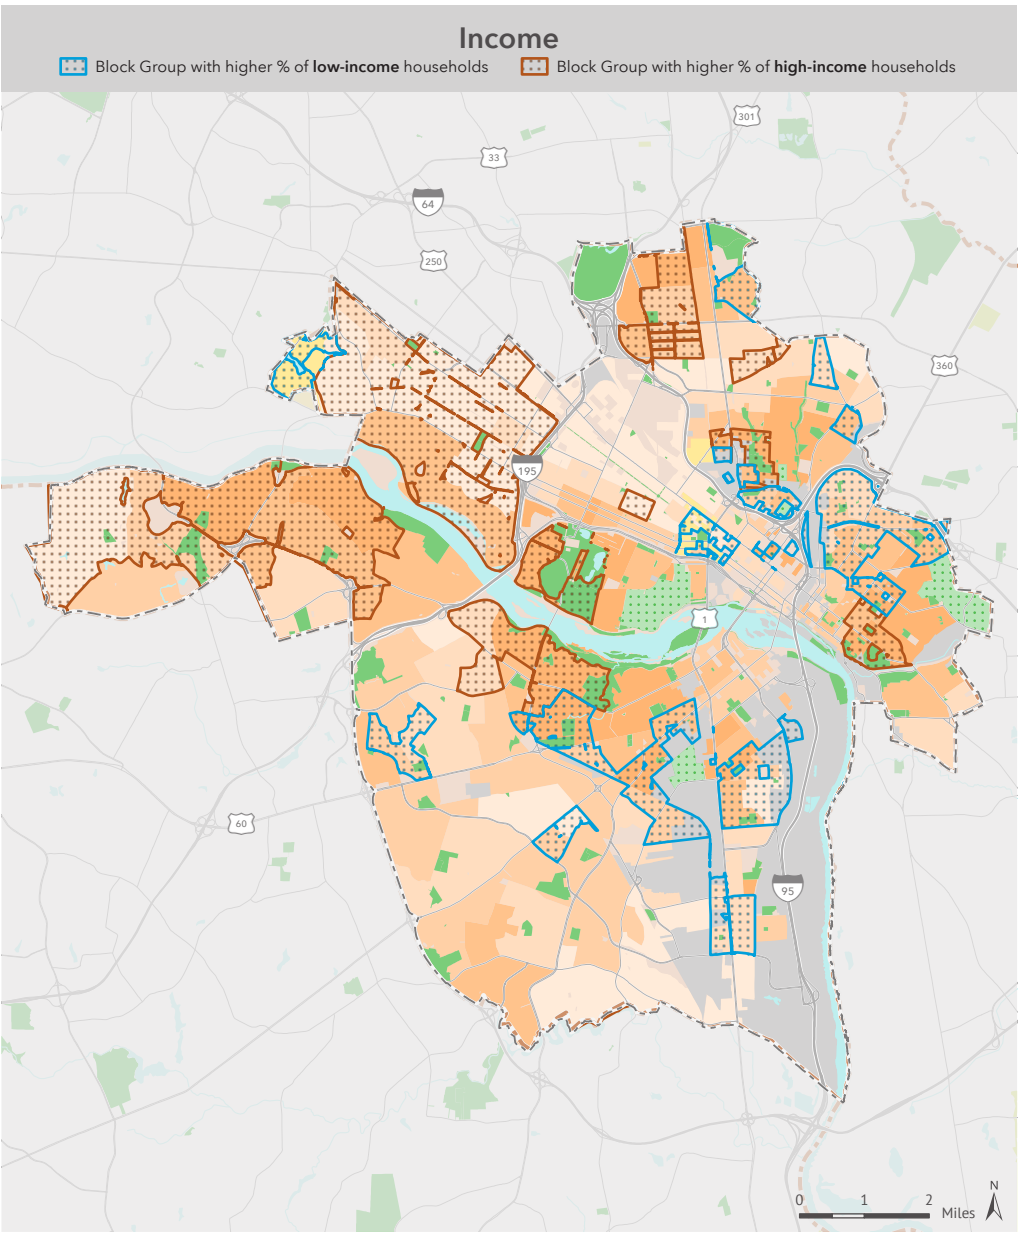 Income
Block Group with higher % of low-income households
Block Group with higher % of high-income households
301
33
64
250
360
195
1
60
95
0 1 2
Miles
N